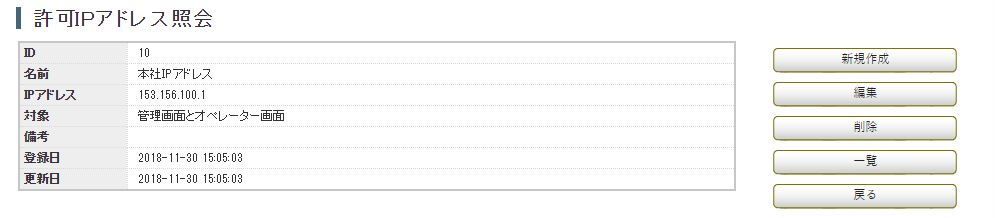 許可IPアドレス照会
ID 10
名前 本社IPアドレス
IPアドレス 153.156.100.1
対象 管理画面とオペレーター画面
備考
登録日 2018-11-30 15:05:03
更新日 2018-11-30 15:05:03
新規作成
編集
削除
一覧
戻る